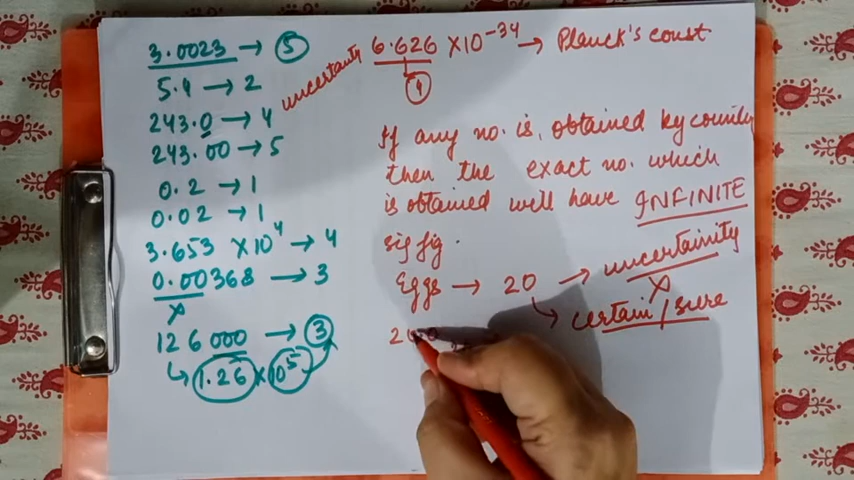 3.0023 → 5
5.4 → 2
243.0 → 4
243.00 → 5
0.2 → 1
0.02 → 1
3.653 ×10⁴ → 4
0.00368 → 3
x
126000 → 3
↳ 1.26 ×10⁵
uncertainty 6.626 ×10⁻³⁴ → Planck's const
4
If any no. is, obtained by counting
then the exact no. which
is obtained will have INFINITE
sig fig.
Eggs → 20 → uncertainity
x
↳ certain / sure